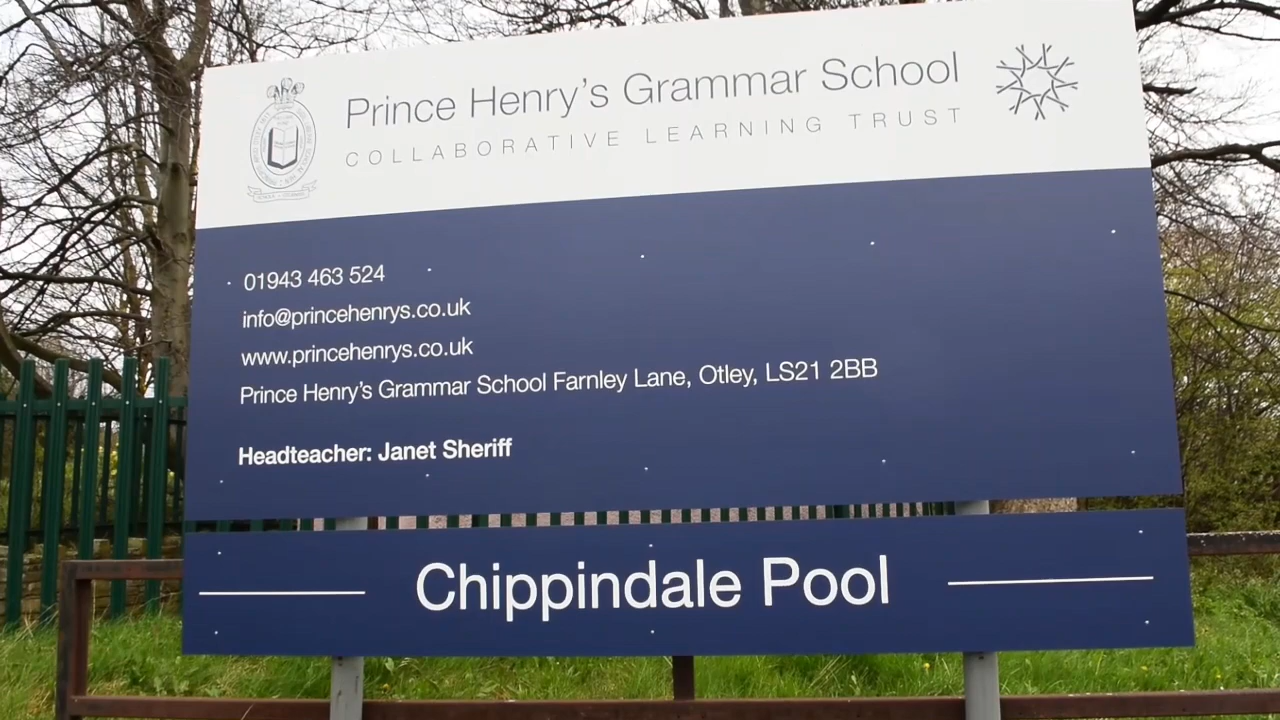 Prince Henry's Grammar School
COLLABORATIVE LEARNING TRUST
01943 463 524
info@princehenrys.co.uk
www.princehenrys.co.uk
Prince Henry's Grammar School Farnley Lane, Otley, LS21 2BB
Headteacher: Janet Sheriff
Chippindale Pool